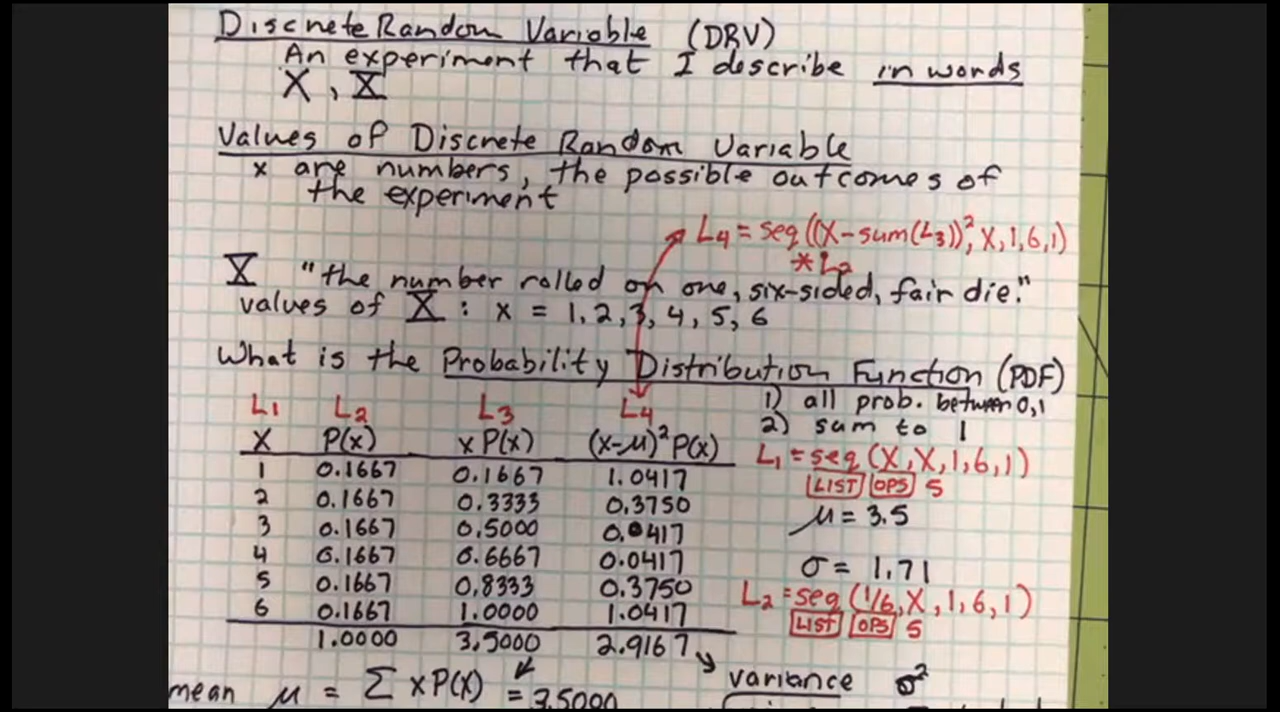 Discrete Random Variable (DRV)
An experiment that I describe in words
X, X
Values of Discrete Random Variable
x are numbers, the possible outcomes of
the experiment
L4 = seq((X-sum(L3))², X,1,6,1)
*L2
X "the number rolled on one, six-sided, fair die."
values of X: x = 1,2,3,4,5,6
What is the Probability Distribution Function (PDF)
1) all prob. between 0,1
2) sum to 1
L1 L2 L3 L4
X P(x) xP(x) (x-μ)²P(x)
L1 = seq(X,X,1,6,1)
LIST OPS 5
1 0.1667 0.1667 1.0417
2 0.1667 0.3333 0.3750
3 0.1667 0.5000 0.0417
4 0.1667 0.6667 0.0417
5 0.1667 0.8333 0.3750
6 0.1667 1.0000 1.0417
1.0000 3.5000 2.9167
μ = 3.5
σ = 1.71
L2 = seq(1/6,X,1,6,1)
LIST OPS 5
mean μ = Σ xP(x) = 3.5000
variance σ²